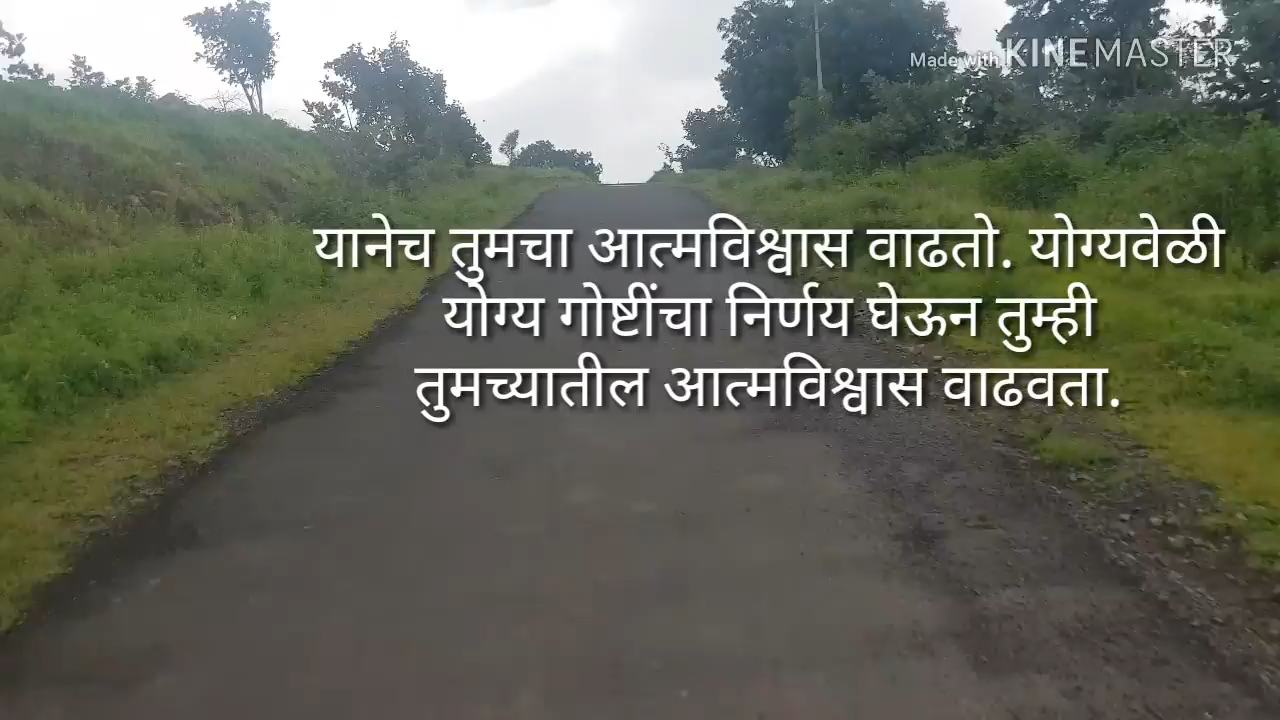 Made with KINEMASTER
यानेच तुमचा आत्मविश्वास वाढतो. योग्यवेळी
योग्य गोष्टींचा निर्णय घेऊन तुम्ही
तुमच्यातील आत्मविश्वास वाढवता.